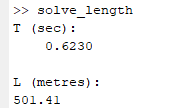 >> solve_length
T (sec):
0.6230
L (metres):
501.41